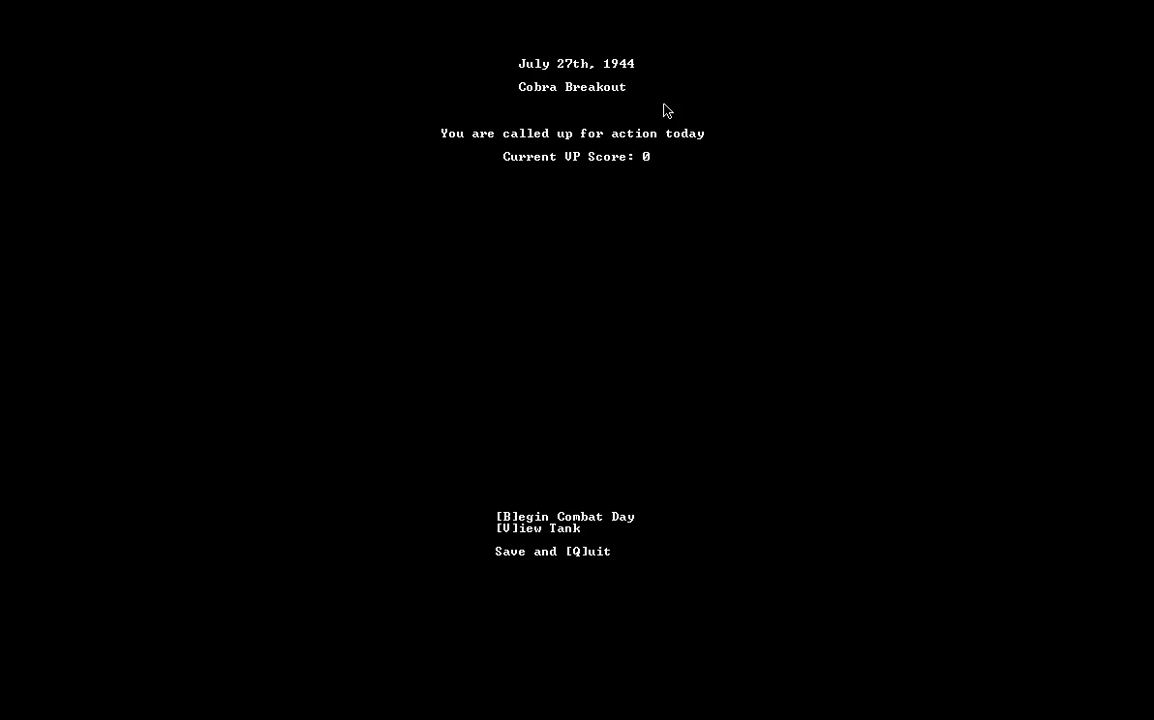 July 27th, 1944
Cobra Breakout
You are called up for action today
Current VP Score: 0
[B]egin Combat Day
[V]iew Tank
Save and [Q]uit